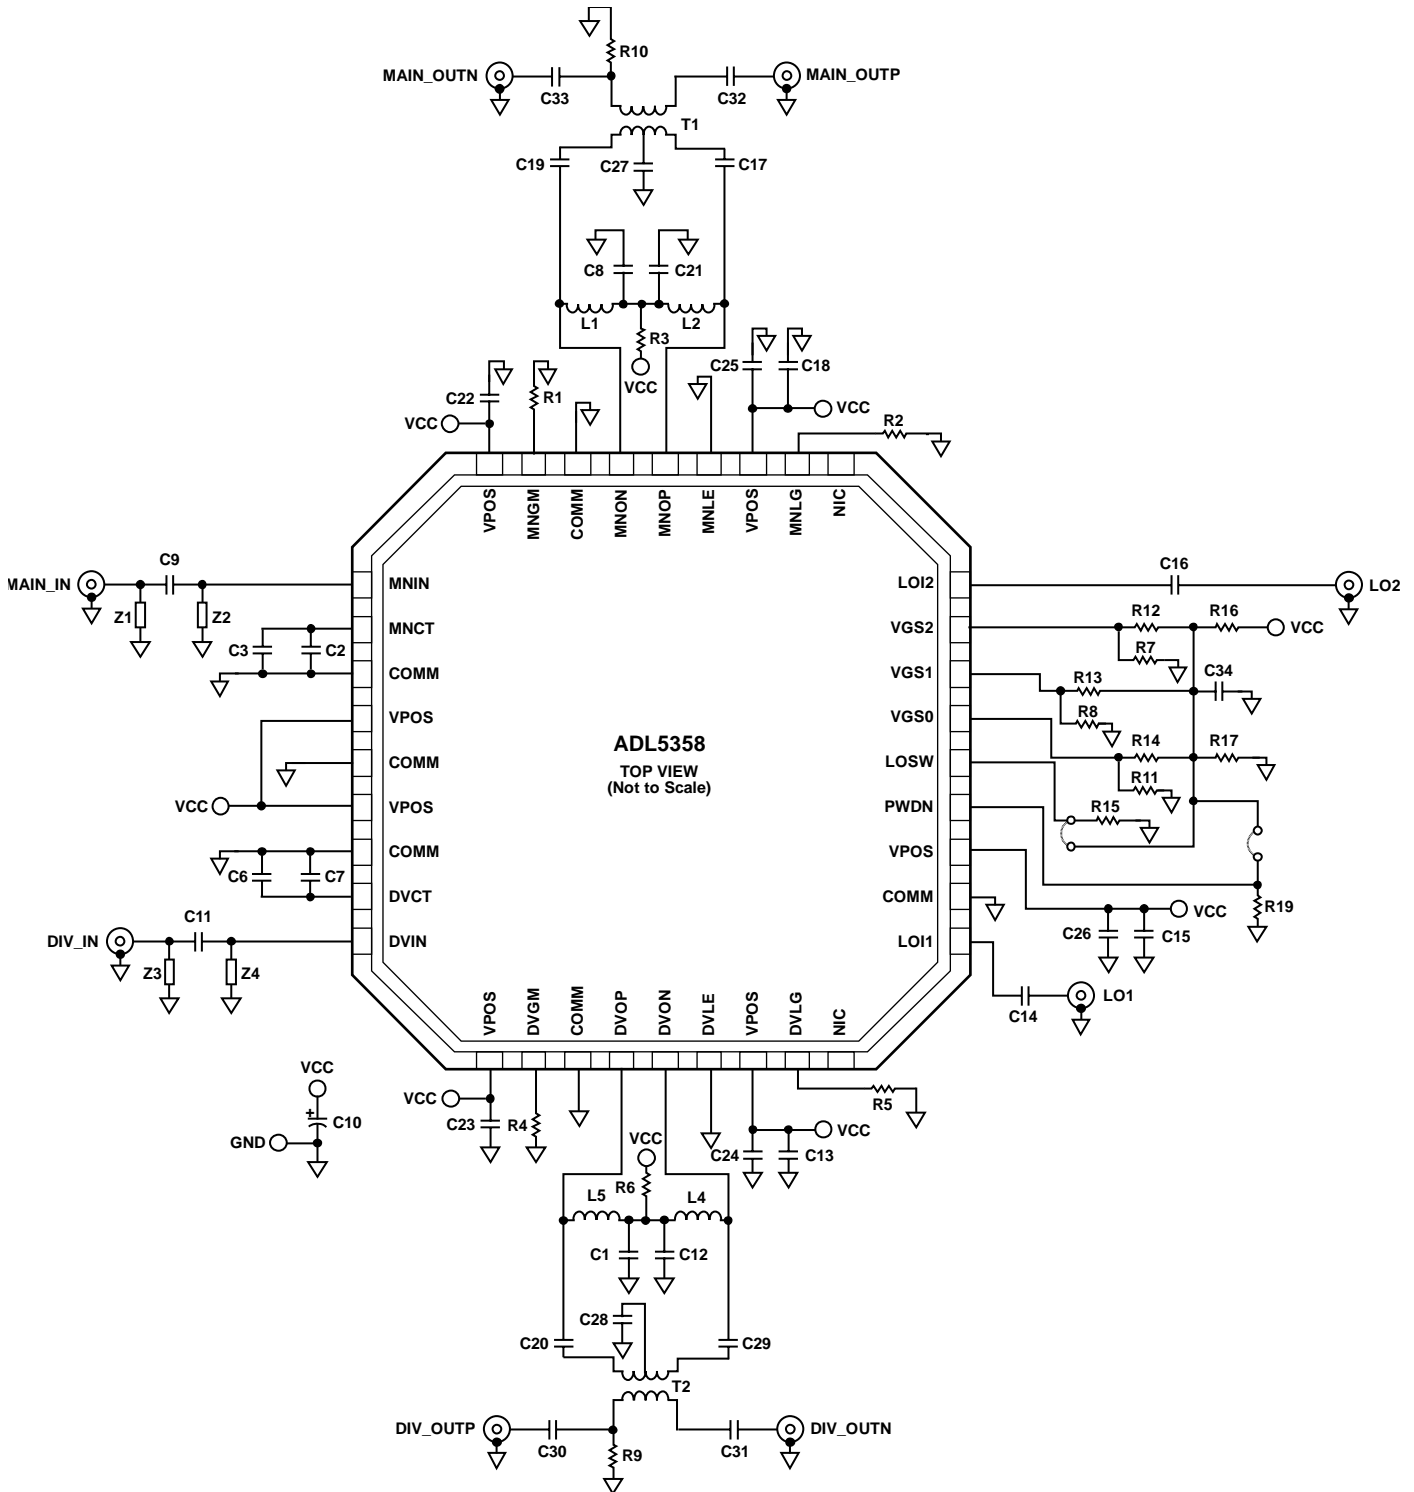 R10
MAIN_OUTN
MAIN_OUTP
C33
C32
T1
C19
C27
C17
C8
C21
L1
L2
R3
VCC
C25
C18
C22
R1
VCC
VCC
R2
VPOS
MNGM
COMM
MNON
MNOP
MNLE
VPOS
MNLG
NIC
MAIN_IN
C9
Z1
Z2
MNIN
MNCT
C3
C2
COMM
VPOS
COMM
VCC
VPOS
COMM
C6
C7
DVCT
DIV_IN
C11
DVIN
Z3
Z4
ADL5358
TOP VIEW
(Not to Scale)
LOI2
VGS2
VGS1
VGS0
LOSW
PWDN
VPOS
COMM
LOI1
C16
LO2
R12
R16
VCC
R7
R13
C34
R8
R14
R17
R11
R15
R19
VCC
C26
C15
C14
LO1
VPOS
DVGM
COMM
DVOP
DVON
DVLE
VPOS
DVLG
NIC
VCC
+
C10
GND
VCC
C23
R4
R5
VCC
C24
C13
VCC
R6
L5
L4
C1
C12
C28
C20
C29
T2
DIV_OUTP
DIV_OUTN
C30
R9
C31